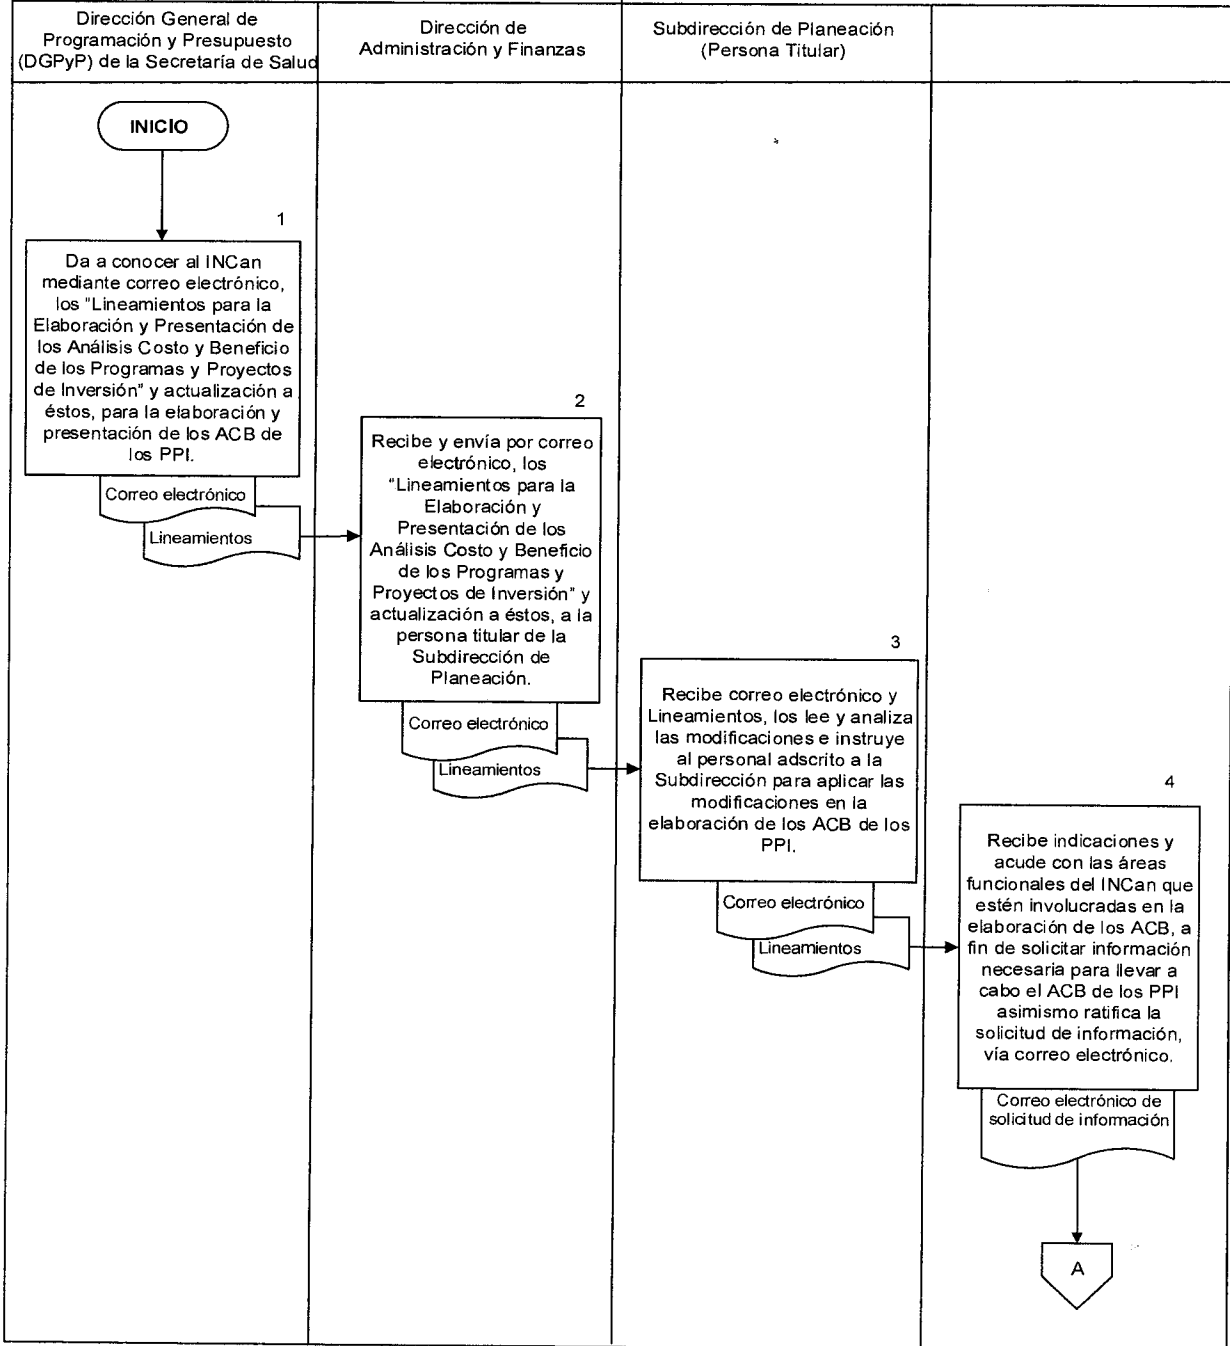 Dirección General de
Programación y Presupuesto
(DGPyP) de la Secretaría de Salud
Dirección de
Administración y Finanzas
Subdirección de Planeación
(Persona Titular)
INICIO
1
Da a conocer al INCan
mediante correo electrónico,
los "Lineamientos para la
Elaboración y Presentación de
los Análisis Costo y Beneficio
de los Programas y Proyectos
de Inversión" y actualización a
éstos, para la elaboración y
presentación de los ACB de
los PPI.
Correo electrónico
Lineamientos
2
Recibe y envía por correo
electrónico, los
"Lineamientos para la
Elaboración y
Presentación de los
Análisis Costo y Beneficio
de los Programas y
Proyectos de Inversión" y
actualización a éstos, a la
persona titular de la
Subdirección de
Planeación.
Correo electrónico
Lineamientos
3
Recibe correo electrónico y
Lineamientos, los lee y analiza
las modificaciones e instruye
al personal adscrito a la
Subdirección para aplicar las
modificaciones en la
elaboración de los ACB de los
PPI.
Correo electrónico
Lineamientos
4
Recibe indicaciones y
acude con las áreas
funcionales del INCan que
estén involucradas en la
elaboración de los ACB, a
fin de solicitar información
necesaria para llevar a
cabo el ACB de los PPI
asimismo ratifica la
solicitud de información,
vía correo electrónico.
Correo electrónico de
solicitud de información
A